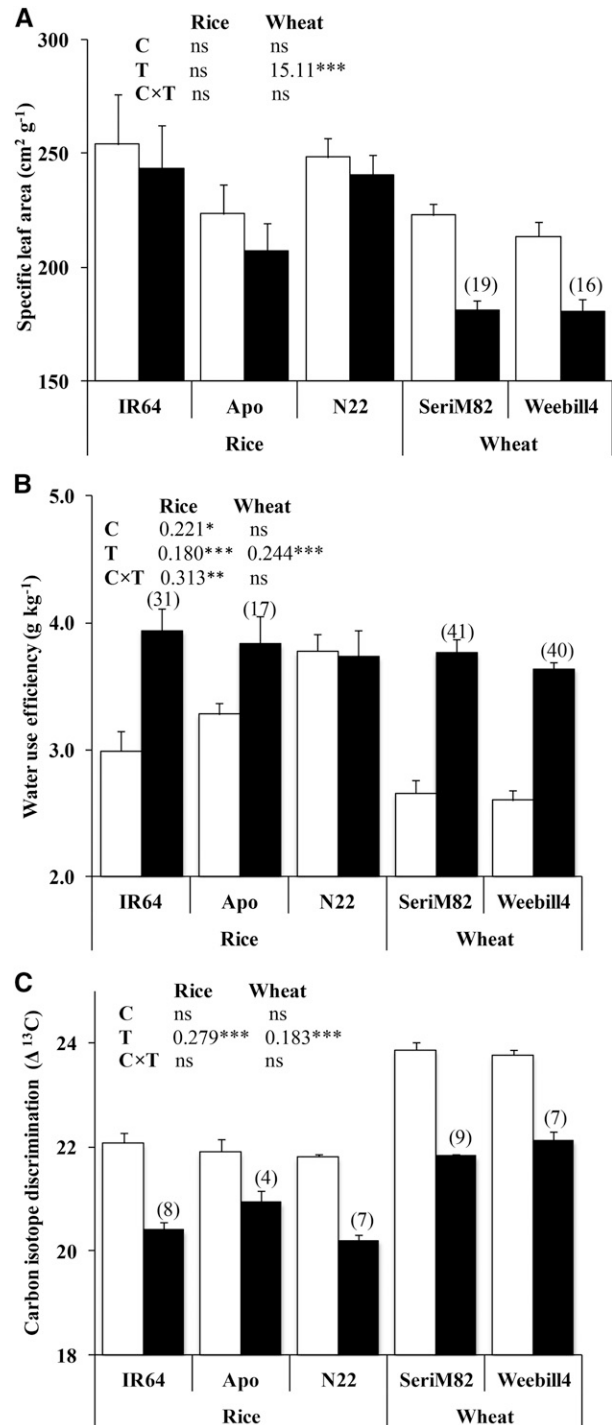 A
Rice Wheat
C ns ns
T ns 15.11***
C×T ns ns
Specific leaf area (cm² g⁻¹)
300
250
200
150
(19)
(16)
IR64 Apo N22 SeriM82 Weebill4
Rice Wheat
B
Rice Wheat
C 0.221* ns
T 0.180*** 0.244***
C×T 0.313** ns
Water use efficiency (g kg⁻¹)
5.0
4.0
3.0
2.0
(31)
(17)
(41)
(40)
IR64 Apo N22 SeriM82 Weebill4
Rice Wheat
C
Rice Wheat
C ns ns
T 0.279*** 0.183***
C×T ns ns
Carbon isotope discrimination (Δ ¹³C)
24
22
20
18
(8)
(4)
(7)
(9)
(7)
IR64 Apo N22 SeriM82 Weebill4
Rice Wheat